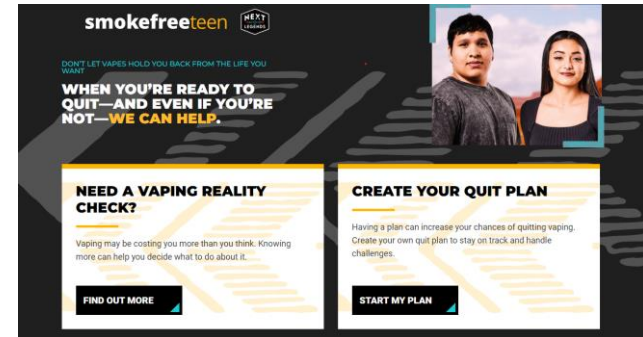 smokefreeteen
NEXT
LEGENDS
DON'T LET VAPES HOLD YOU BACK FROM THE LIFE YOU
WANT
WHEN YOU'RE READY TO
QUIT—AND EVEN IF YOU'RE
NOT—WE CAN HELP.
NEED A VAPING REALITY
CHECK?
Vaping may be costing you more than you think. Knowing
more can help you decide what to do about it.
FIND OUT MORE
CREATE YOUR QUIT PLAN
Having a plan can increase your chances of quitting vaping.
Create your own quit plan to stay on track and handle
challenges.
START MY PLAN